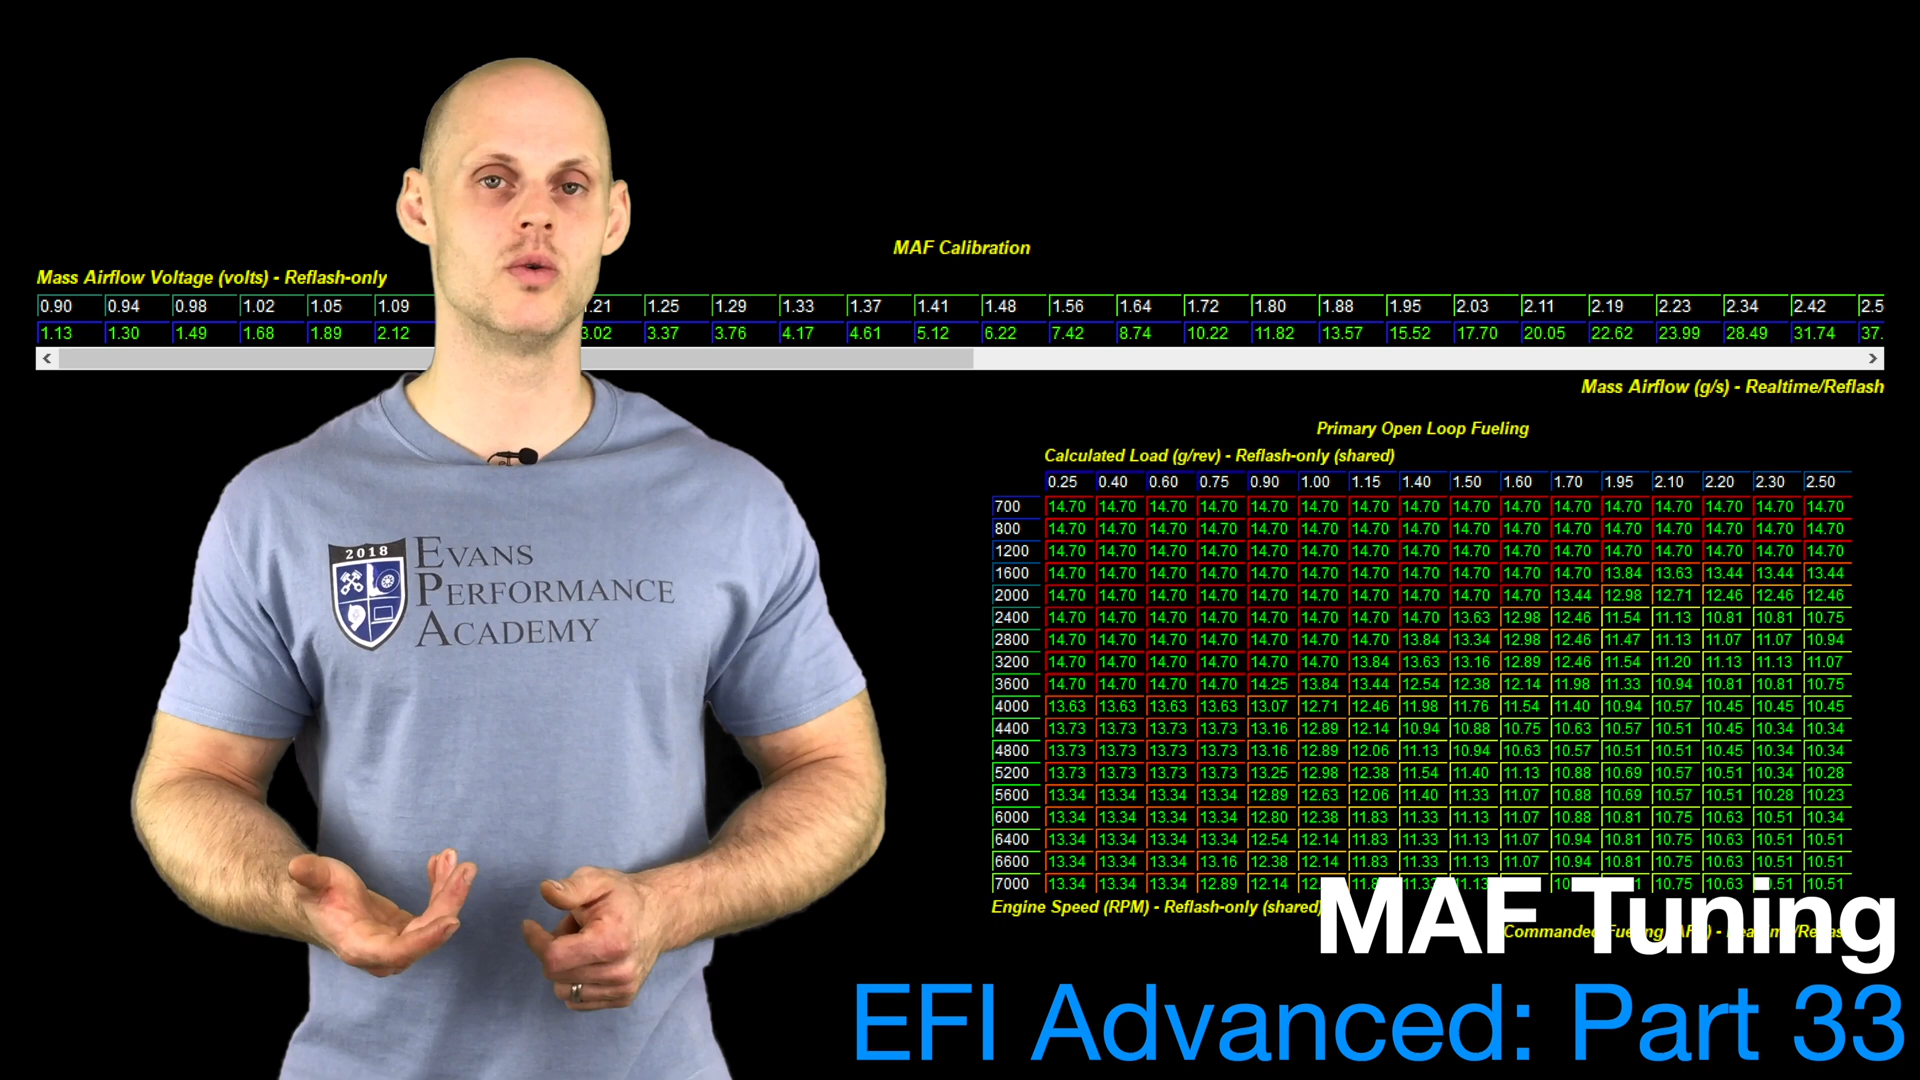 MAF Calibration
Mass Airflow Voltage (volts) - Reflash-only
0.90 0.94 0.98 1.02 1.05 1.09 .21 1.25 1.29 1.33 1.37 1.41 1.48 1.56 1.64 1.72 1.80 1.88 1.95 2.03 2.11 2.19 2.23 2.34 2.42 2.5
1.13 1.30 1.49 1.68 1.89 2.12 3.02 3.37 3.76 4.17 4.61 5.12 6.22 7.42 8.74 10.22 11.82 13.57 15.52 17.70 20.05 22.62 23.99 28.49 31.74 37.
Mass Airflow (g/s) - Realtime/Reflash
Primary Open Loop Fueling
Calculated Load (g/rev) - Reflash-only (shared)
0.25 0.40 0.60 0.75 0.90 1.00 1.15 1.40 1.50 1.60 1.70 1.95 2.10 2.20 2.30 2.50
700 14.70 14.70 14.70 14.70 14.70 14.70 14.70 14.70 14.70 14.70 14.70 14.70 14.70 14.70 14.70 14.70
800 14.70 14.70 14.70 14.70 14.70 14.70 14.70 14.70 14.70 14.70 14.70 14.70 14.70 14.70 14.70 14.70
1200 14.70 14.70 14.70 14.70 14.70 14.70 14.70 14.70 14.70 14.70 14.70 14.70 14.70 14.70 14.70 14.70
1600 14.70 14.70 14.70 14.70 14.70 14.70 14.70 14.70 14.70 14.70 14.70 13.84 13.63 13.44 13.44 13.44
2000 14.70 14.70 14.70 14.70 14.70 14.70 14.70 14.70 14.70 14.70 13.44 12.98 12.71 12.46 12.46 12.46
2400 14.70 14.70 14.70 14.70 14.70 14.70 14.70 14.70 13.63 12.98 12.46 11.54 11.13 10.81 10.81 10.75
2800 14.70 14.70 14.70 14.70 14.70 14.70 14.70 13.84 13.34 12.98 12.46 11.47 11.13 11.07 11.07 10.94
3200 14.70 14.70 14.70 14.70 14.70 14.70 13.84 13.63 13.16 12.89 12.46 11.54 11.20 11.13 11.13 11.07
3600 14.70 14.70 14.70 14.70 14.25 13.84 13.44 12.54 12.38 12.14 11.98 11.33 10.94 10.81 10.81 10.75
4000 13.63 13.63 13.63 13.63 13.07 12.71 12.46 11.98 11.76 11.54 11.40 10.94 10.57 10.45 10.45 10.45
4400 13.73 13.73 13.73 13.73 13.16 12.89 12.14 10.94 10.88 10.75 10.63 10.57 10.51 10.45 10.34 10.34
4800 13.73 13.73 13.73 13.73 13.16 12.89 12.06 11.13 10.94 10.63 10.57 10.51 10.51 10.45 10.34 10.34
5200 13.73 13.73 13.73 13.73 13.25 12.98 12.38 11.54 11.40 11.13 10.88 10.69 10.57 10.51 10.34 10.28
5600 13.34 13.34 13.34 13.34 12.89 12.63 12.06 11.40 11.33 11.07 10.88 10.69 10.57 10.51 10.28 10.23
6000 13.34 13.34 13.34 13.34 12.80 12.38 11.83 11.33 11.13 11.07 10.88 10.81 10.75 10.63 10.51 10.34
6400 13.34 13.34 13.34 13.34 12.54 12.14 11.83 11.33 11.13 11.07 10.94 10.81 10.75 10.63 10.51 10.51
6600 13.34 13.34 13.34 13.16 12.38 12.14 11.83 11.33 11.13 11.07 10.94 10.81 10.75 10.63 10.51 10.51
7000 13.34 13.34 13.34 12.89 12.14 10.75 10.63 10.51
Engine Speed (RPM) - Reflash-only (shared)
2018
EVANS
PERFORMANCE
ACADEMY
MAF Tuning
EFI Advanced: Part 33